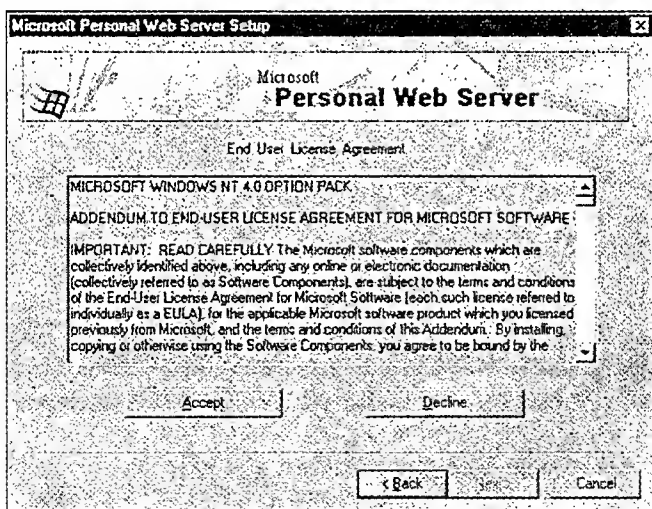 Microsoft Personal Web Server Setup
Microsoft
Personal Web Server
End User License Agreement
MICROSOFT WINDOWS NT 4.0 OPTION PACK
ADDENDUM TO END-USER LICENSE AGREEMENT FOR MICROSOFT SOFTWARE
IMPORTANT: READ CAREFULLY The Microsoft software components which are
collectively identified above, including any online or electronic documentation
(collectively referred to as Software Components), are subject to the terms and conditions
of the End-User License Agreement for Microsoft Software (each such license referred to
individually as a EULA), for the applicable Microsoft software product which you licensed
previously from Microsoft, and the terms and conditions of this Addendum. By installing,
copying or otherwise using the Software Components, you agree to be bound by the
Accept
Decline
< Back
Cancel